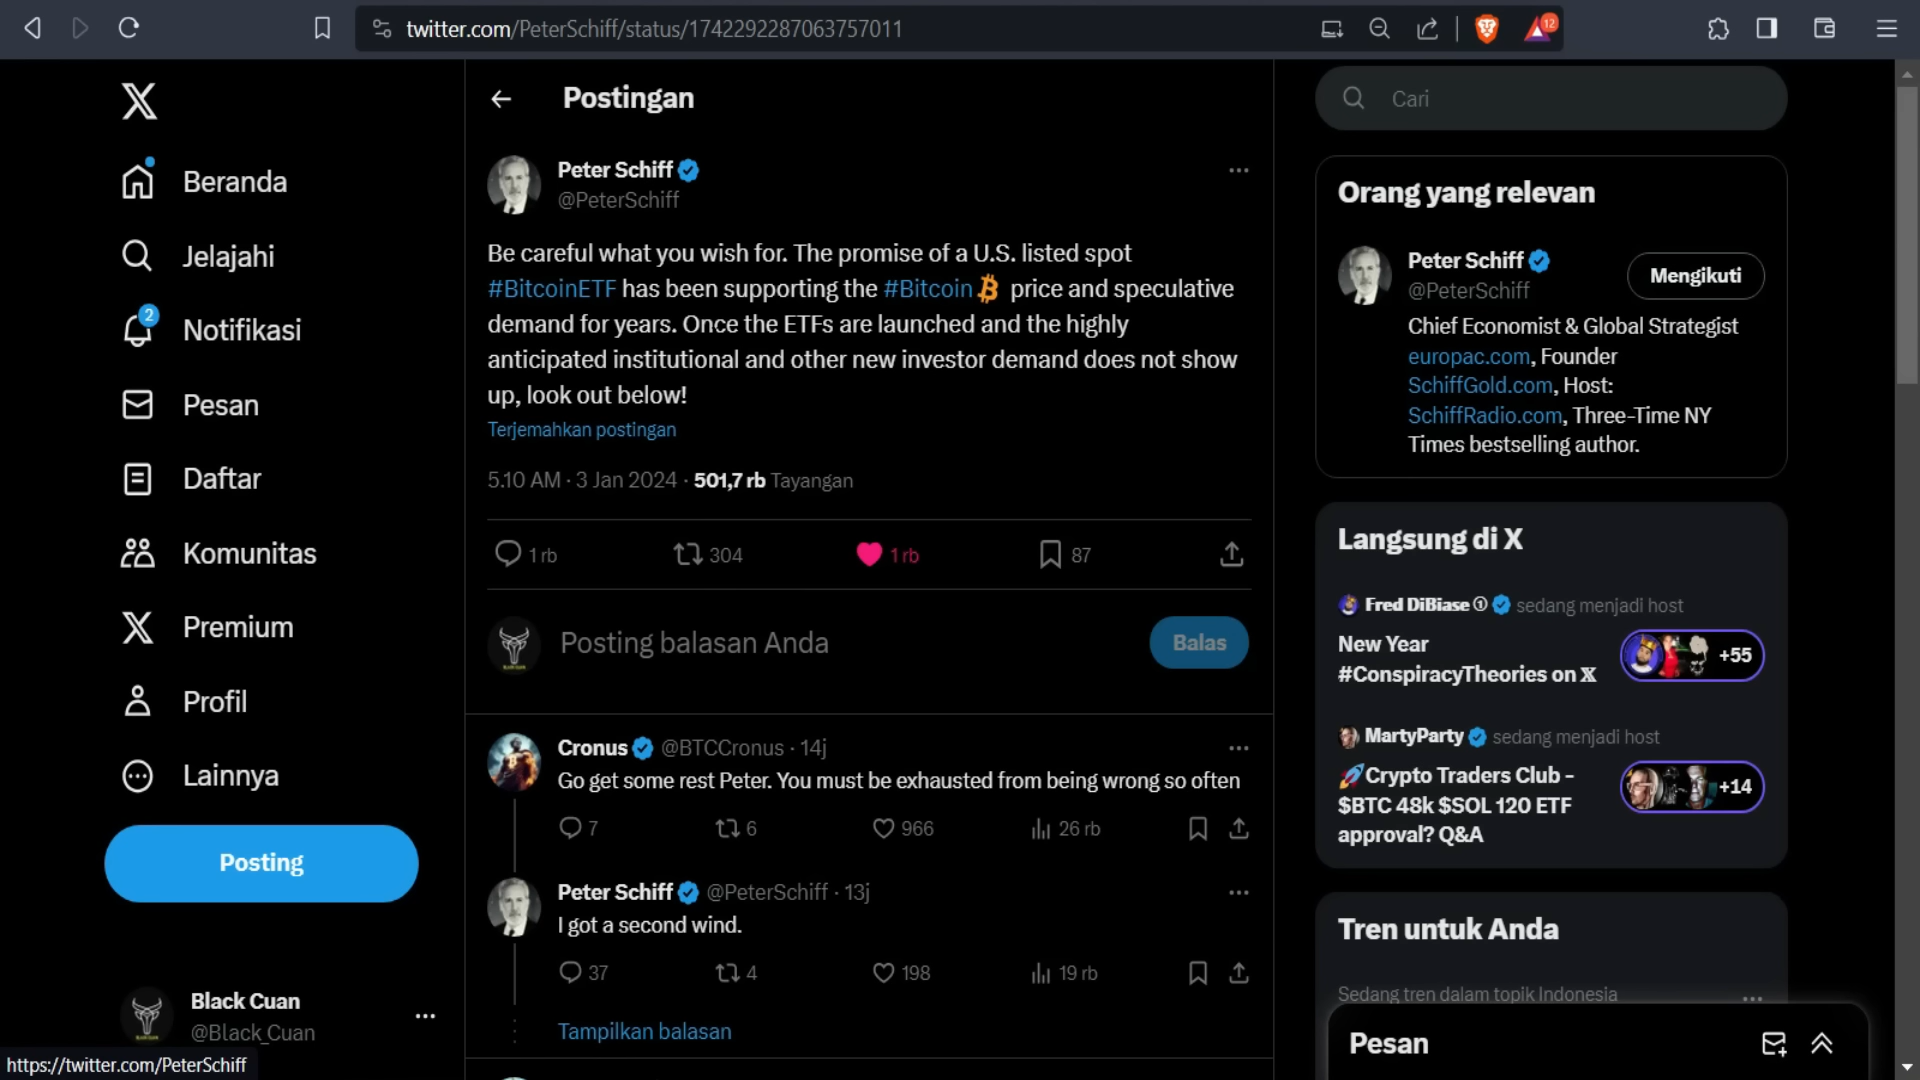 twitter.com/PeterSchiff/status/1742292287063757011
12
Beranda
Jelajahi
2
Notifikasi
Pesan
Daftar
Komunitas
Premium
Profil
Lainnya
Posting
Black Cuan
@Black_Cuan
https://twitter.com/PeterSchiff
Postingan
Peter Schiff
@PeterSchiff
Be careful what you wish for. The promise of a U.S. listed spot
#BitcoinETF has been supporting the #Bitcoin price and speculative
demand for years. Once the ETFs are launched and the highly
anticipated institutional and other new investor demand does not show
up, look out below!
Terjemahkan postingan
5.10 AM · 3 Jan 2024 · 501,7 rb Tayangan
1 rb 304 1 rb 87
Posting balasan Anda
Balas
Cronus @BTCCronus · 14j
Go get some rest Peter. You must be exhausted from being wrong so often
7 6 966 26 rb
Peter Schiff @PeterSchiff · 13j
I got a second wind.
37 4 198 19 rb
Tampilkan balasan
Cari
Orang yang relevan
Peter Schiff
@PeterSchiff
Mengikuti
Chief Economist & Global Strategist
europac.com, Founder
SchiffGold.com, Host:
SchiffRadio.com, Three-Time NY
Times bestselling author.
Langsung di X
Fred DiBiase sedang menjadi host
New Year
#ConspiracyTheories on 𝕏
+55
MartyParty sedang menjadi host
🚀Crypto Traders Club -
$BTC 48k $SOL 120 ETF
approval? Q&A
+14
Tren untuk Anda
Sedang tren dalam topik Indonesia
Pesan